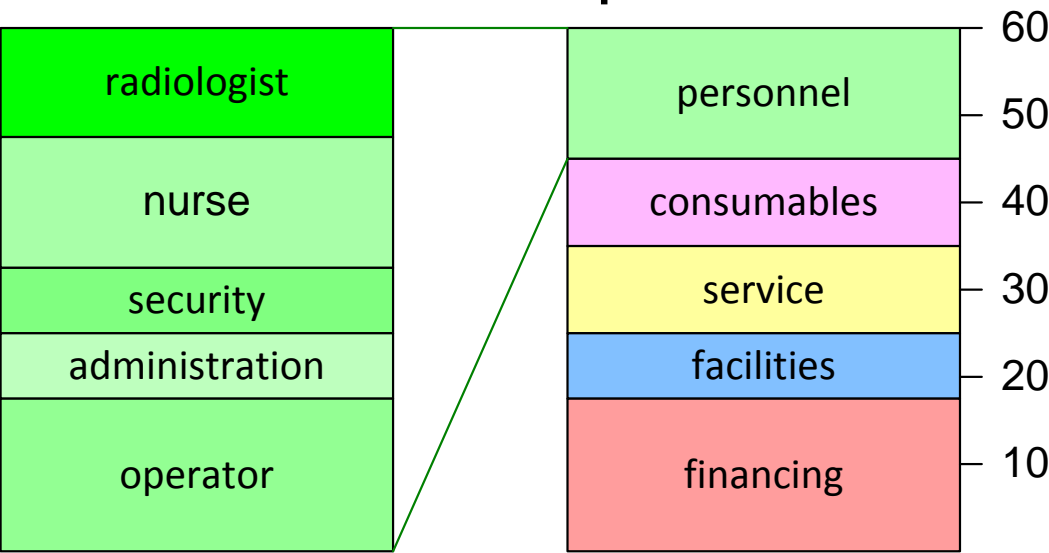 radiologist
nurse
security
administration
operator
personnel
consumables
service
facilities
financing
60
50
40
30
20
10